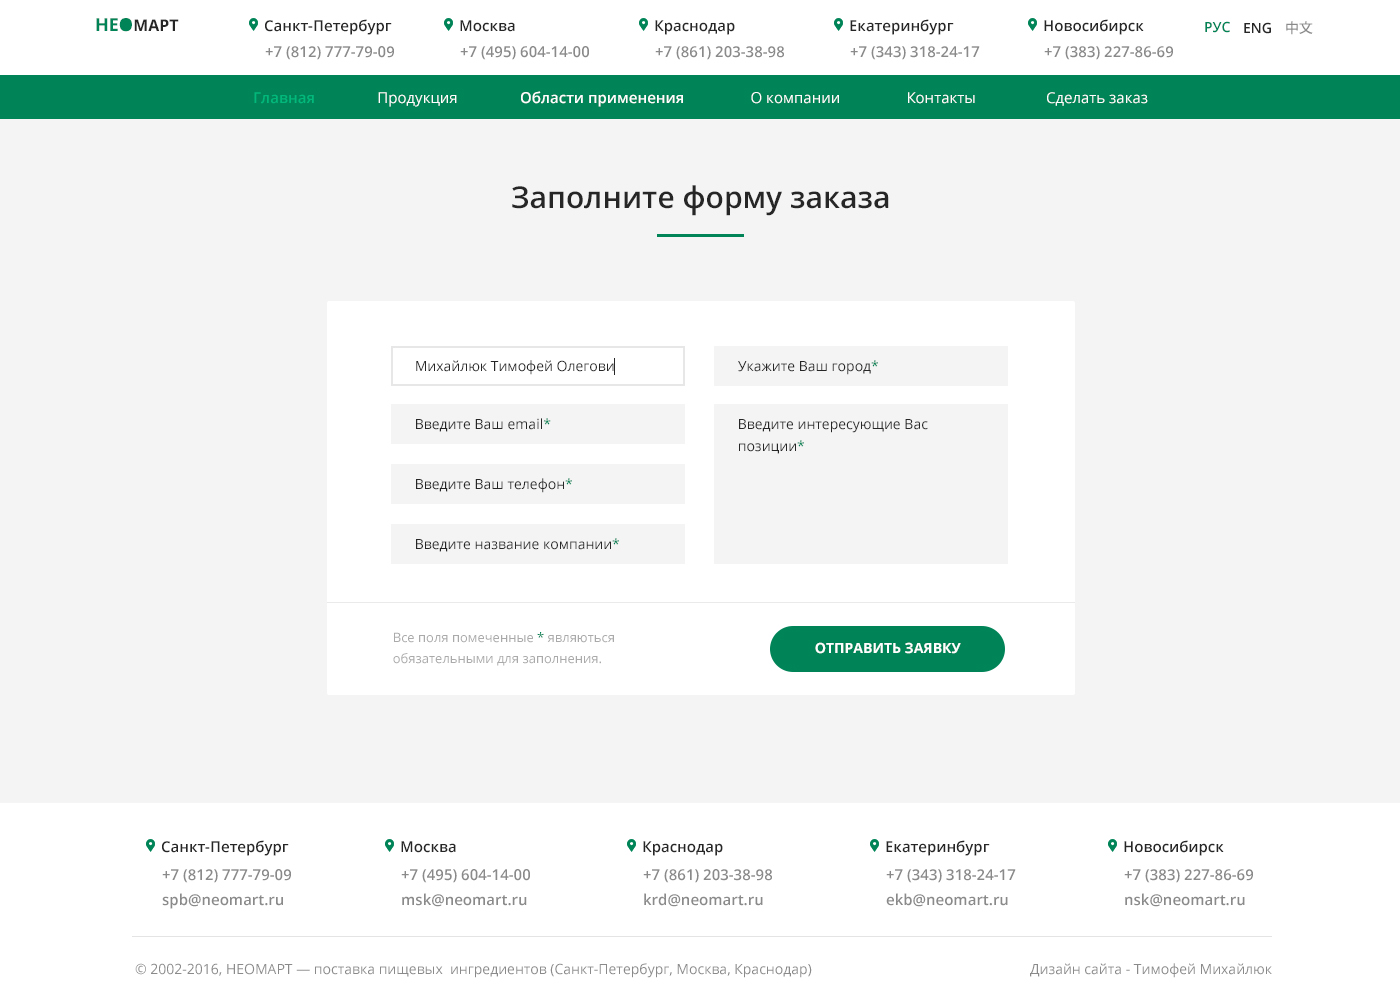 НЕОМАРТ
Санкт-Петербург
+7 (812) 777-79-09
Москва
+7 (495) 604-14-00
Краснодар
+7 (861) 203-38-98
Екатеринбург
+7 (343) 318-24-17
Новосибирск
+7 (383) 227-86-69
РУС ENG 中文
Главная Продукция Области применения О компании Контакты Сделать заказ
Заполните форму заказа
Михайлюк Тимофей Олегови
Введите Ваш email*
Введите Ваш телефон*
Введите название компании*
Укажите Ваш город*
Введите интересующие Вас
позиции*
Все поля помеченные * являються
обязательными для заполнения.
ОТПРАВИТЬ ЗАЯВКУ
Санкт-Петербург
+7 (812) 777-79-09
spb@neomart.ru
Москва
+7 (495) 604-14-00
msk@neomart.ru
Краснодар
+7 (861) 203-38-98
krd@neomart.ru
Екатеринбург
+7 (343) 318-24-17
ekb@neomart.ru
Новосибирск
+7 (383) 227-86-69
nsk@neomart.ru
© 2002-2016, НЕОМАРТ — поставка пищевых  ингредиентов (Санкт-Петербург, Москва, Краснодар)
Дизайн сайта - Тимофей Михайлюк